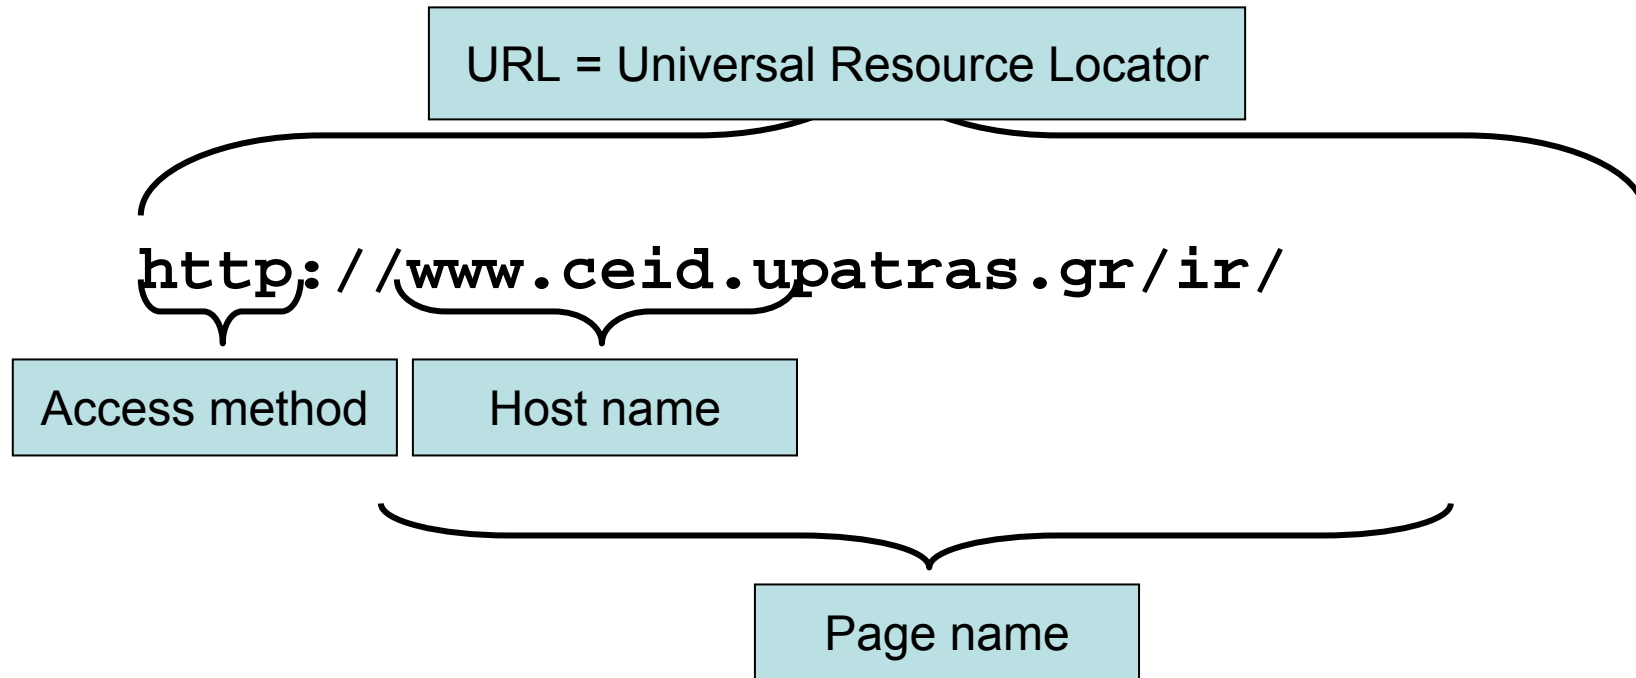 URL = Universal Resource Locator
http://www.ceid.upatras.gr/ir/
Access method
Host name
Page name